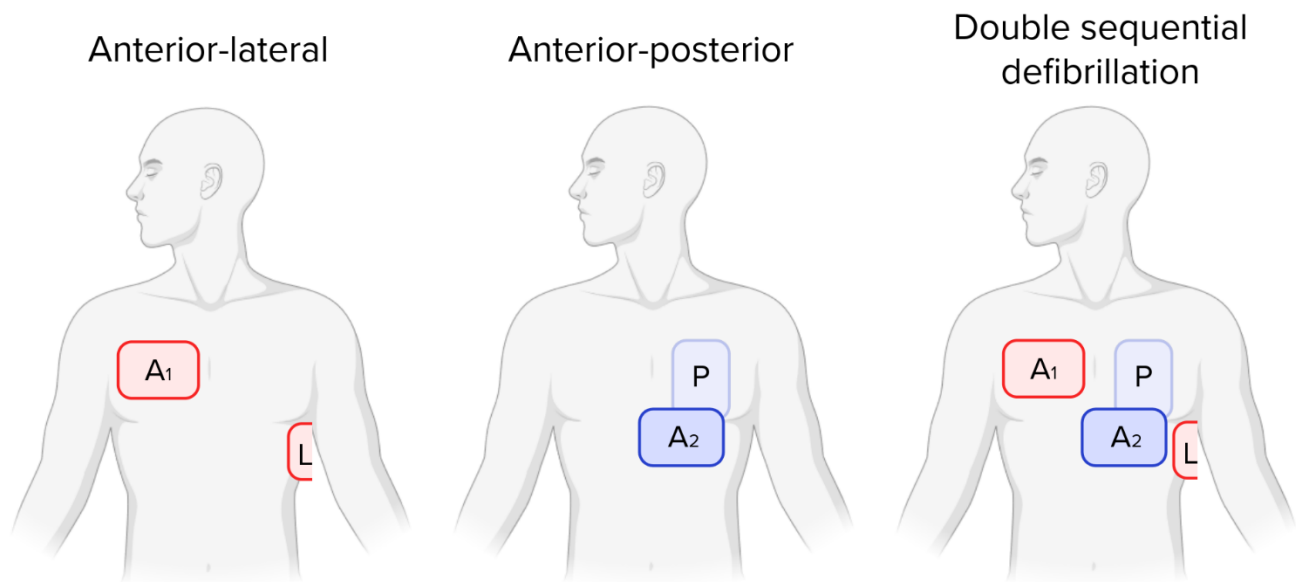 Anterior-lateral
Anterior-posterior
Double sequential
defibrillation
A1
L
P
A2
A1
P
A2
L